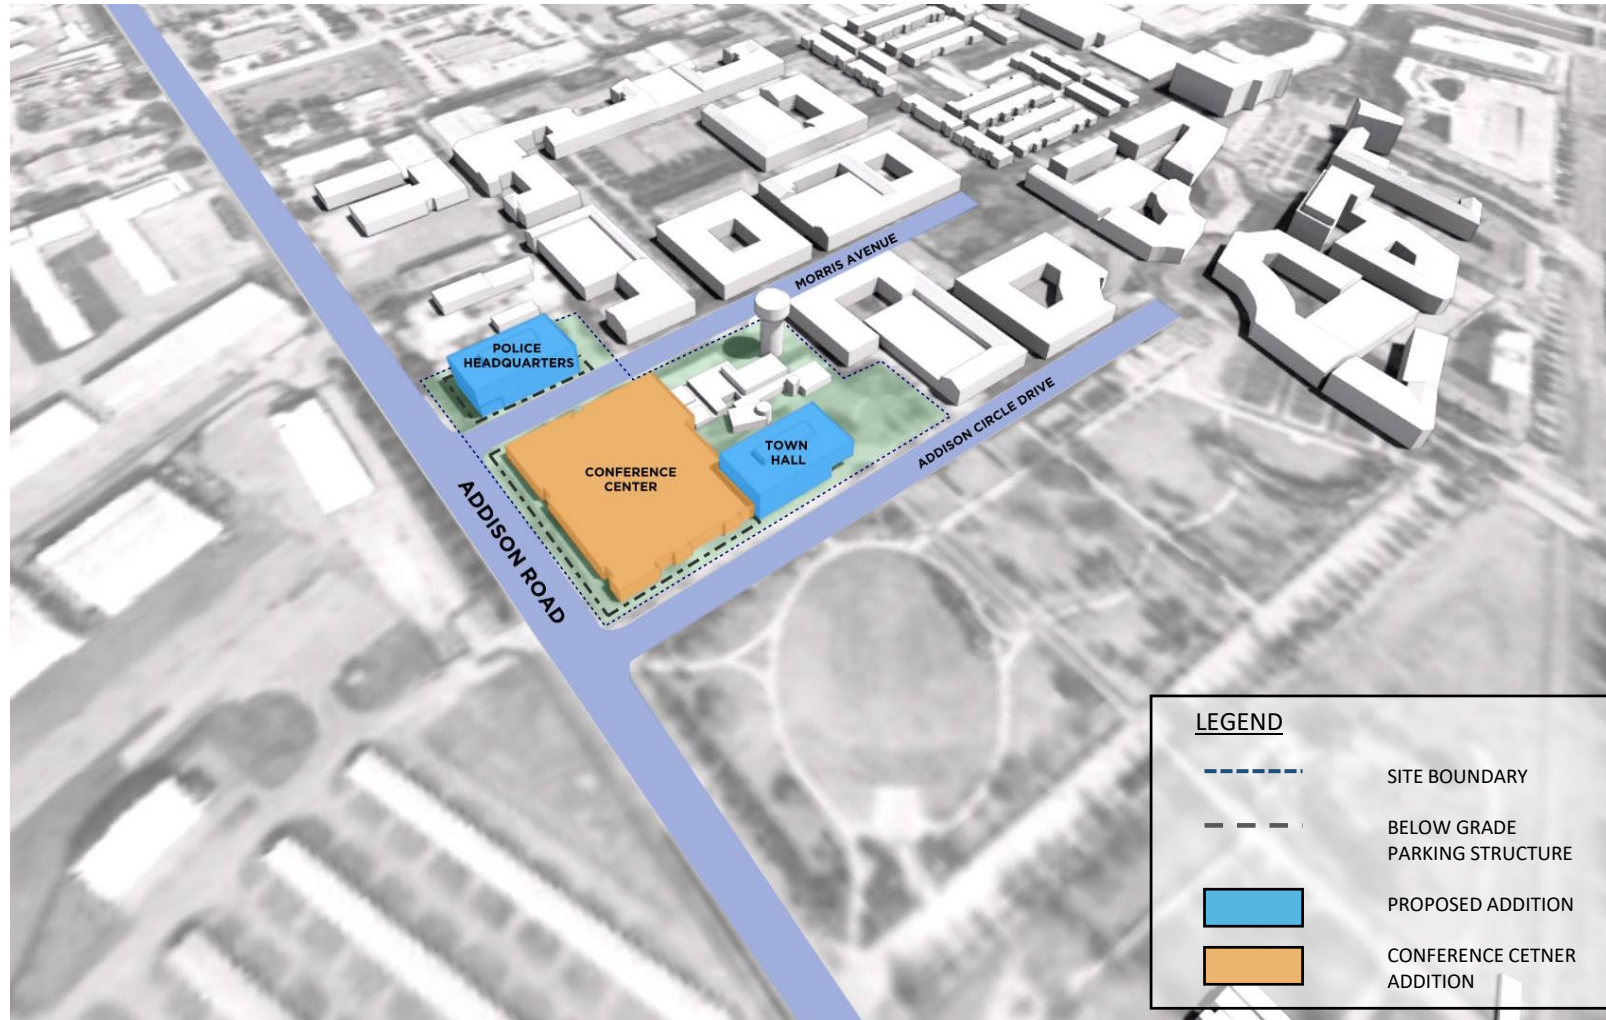 MORRIS AVENUE
POLICE
HEADQUARTERS
ADDISON CIRCLE DRIVE
TOWN
HALL
CONFERENCE
CENTER
ADDISON ROAD
LEGEND
SITE BOUNDARY
BELOW GRADE
PARKING STRUCTURE
PROPOSED ADDITION
CONFERENCE CETNER
ADDITION